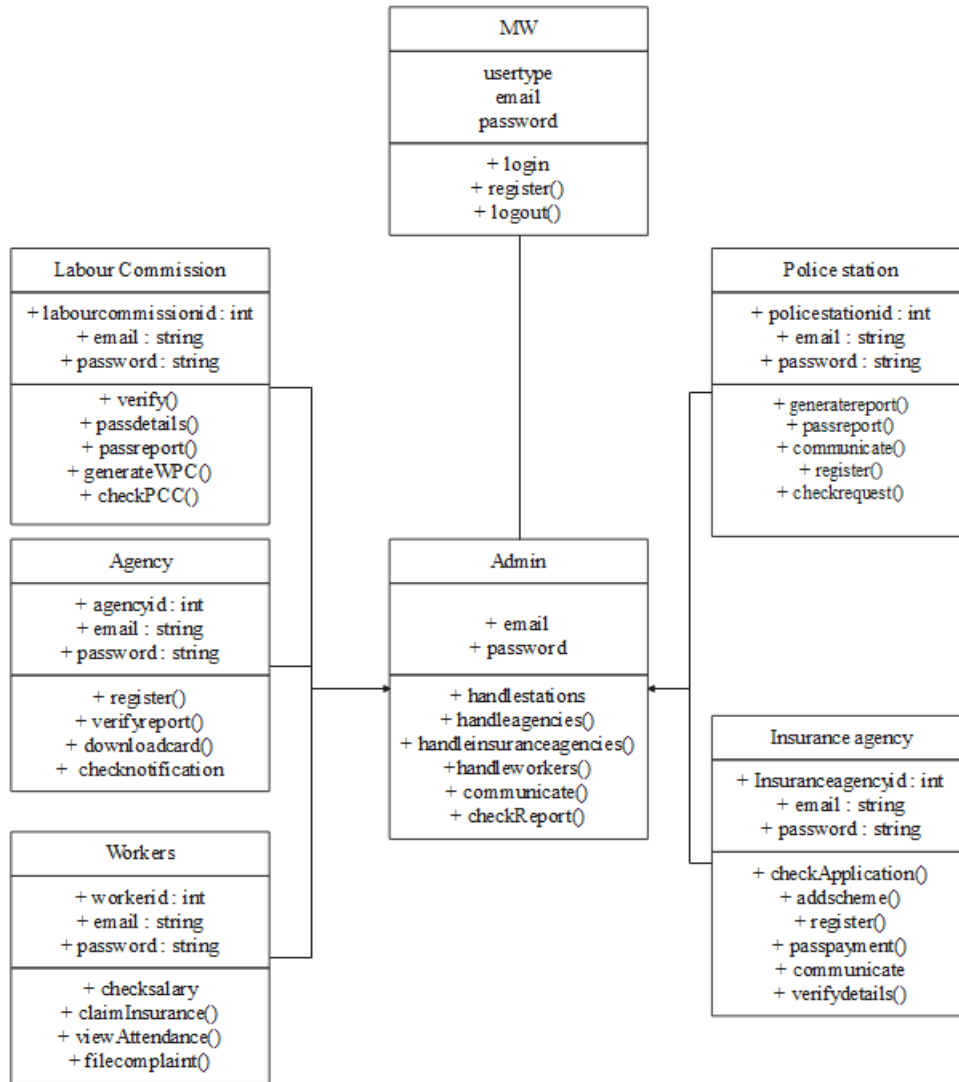 MW
usertype
email
password
+ login
+ register()
+ logout()
Labour Commission
+ labourcommissionid : int
+ email : string
+ password : string
+ verify()
+ passdetails()
+ passreport()
+ generateWPC()
+ checkPCC()
Agency
+ agencyid : int
+ email : string
+ password : string
+ register()
+ verifyreport()
+ downloadcard()
+ checknotification
Workers
+ workerid : int
+ email : string
+ password : string
+ checksalary
+ claimInsurance()
+ viewAttendance()
+ filecomplaint()
Admin
+ email
+ password
+ handlestations
+ handleagencies()
+ handleinsuranceagencies()
+handleworkers()
+ communicate()
+ checkReport()
Police station
+ policestationid : int
+ email : string
+ password : string
+ generatereport()
+ passreport()
+ communicate()
+ register()
+ checkrequest()
Insurance agency
+ Insuranceagencyid : int
+ email : string
+ password : string
+ checkApplication()
+ addscheme()
+ register()
+ passpayment()
+ communicate
+ verifydetails()